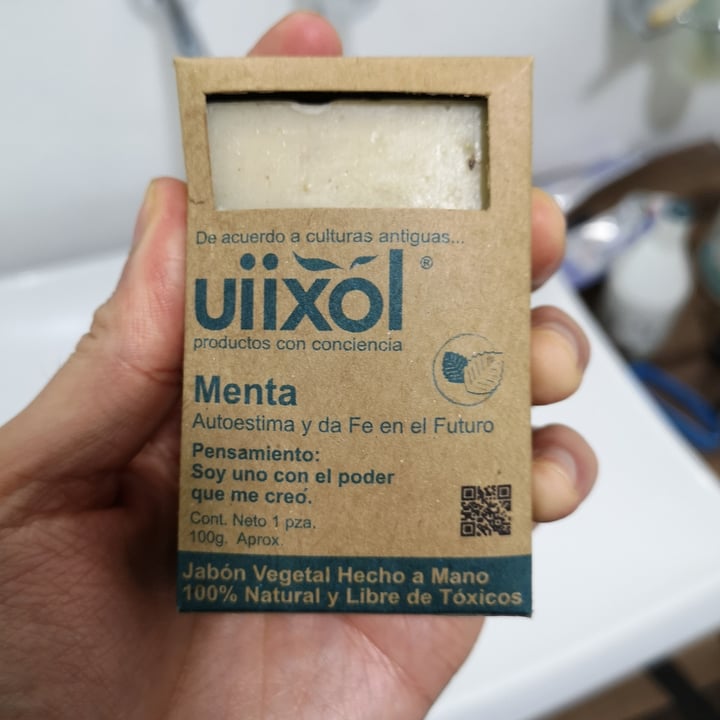 De acuerdo a culturas antiguas...
uiixol ®
productos con conciencia
Menta
Autoestima y da Fe en el Futuro
Pensamiento:
Soy uno con el poder
que me creó.
Cont. Neto 1 pza.
100g. Aprox.
Jabón Vegetal Hecho a Mano
100% Natural y Libre de Tóxicos